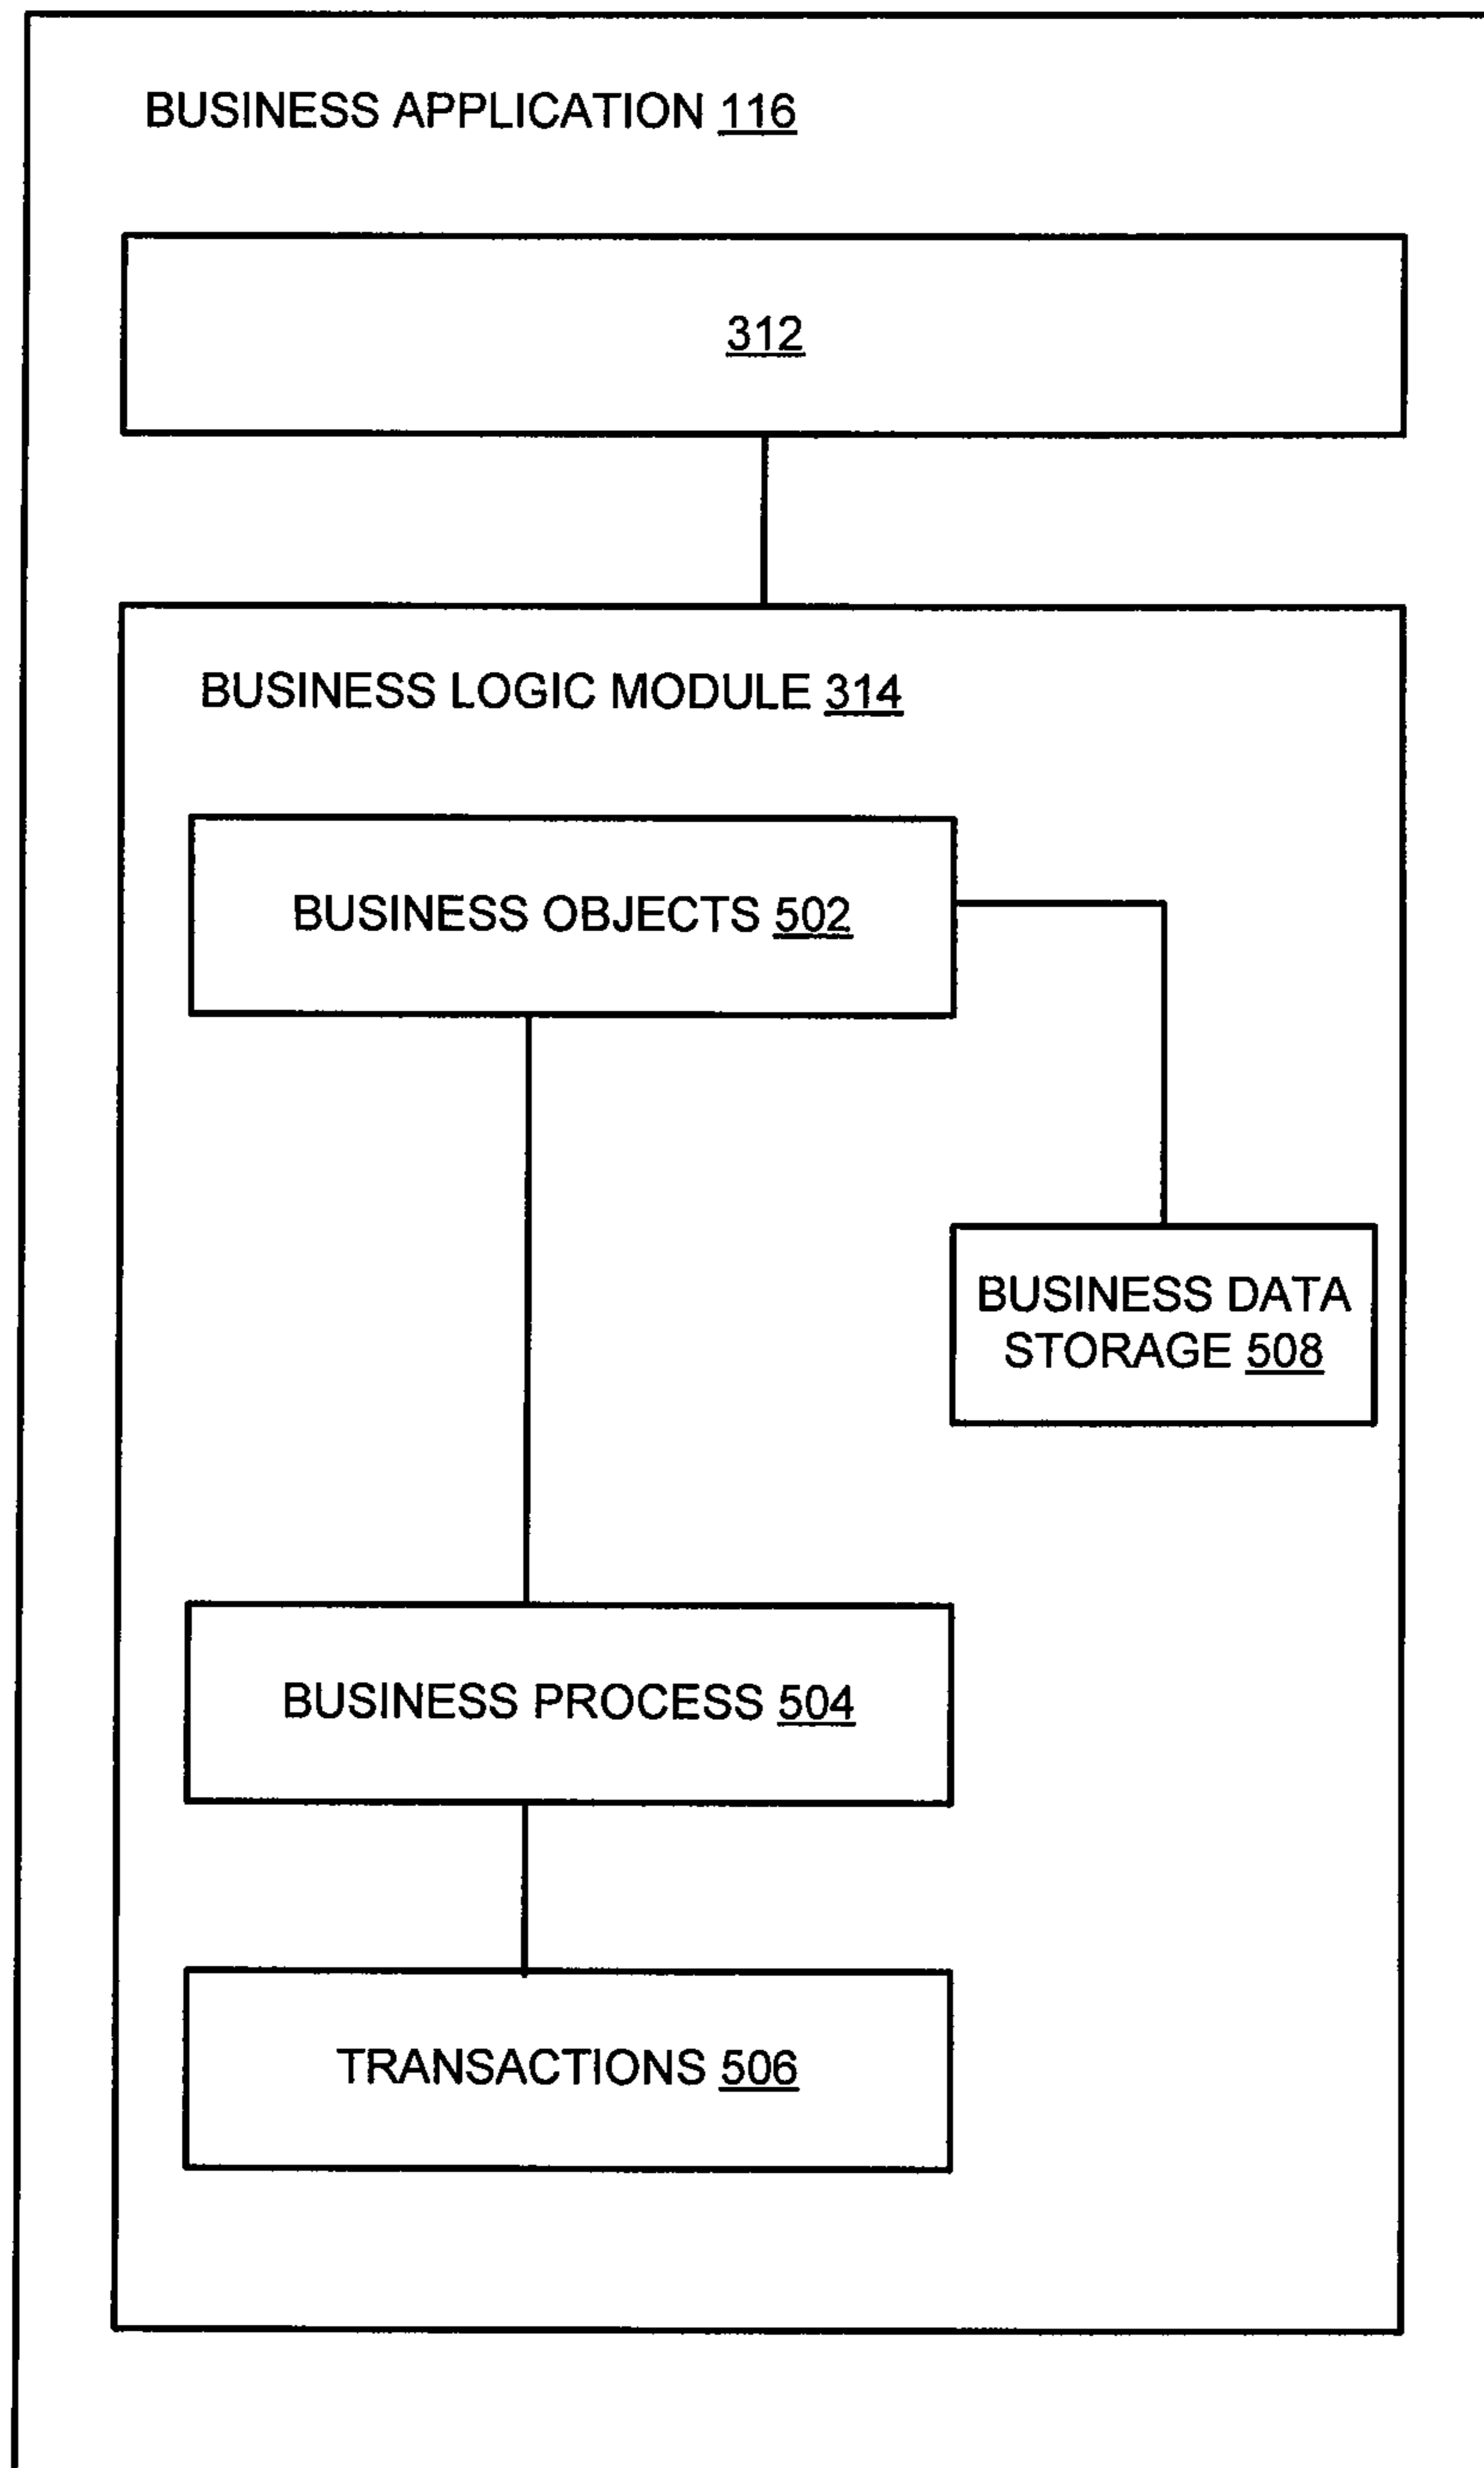 BUSINESS APPLICATION 116
312
BUSINESS LOGIC MODULE 314
BUSINESS OBJECTS 502
BUSINESS DATA
STORAGE 508
BUSINESS PROCESS 504
TRANSACTIONS 506